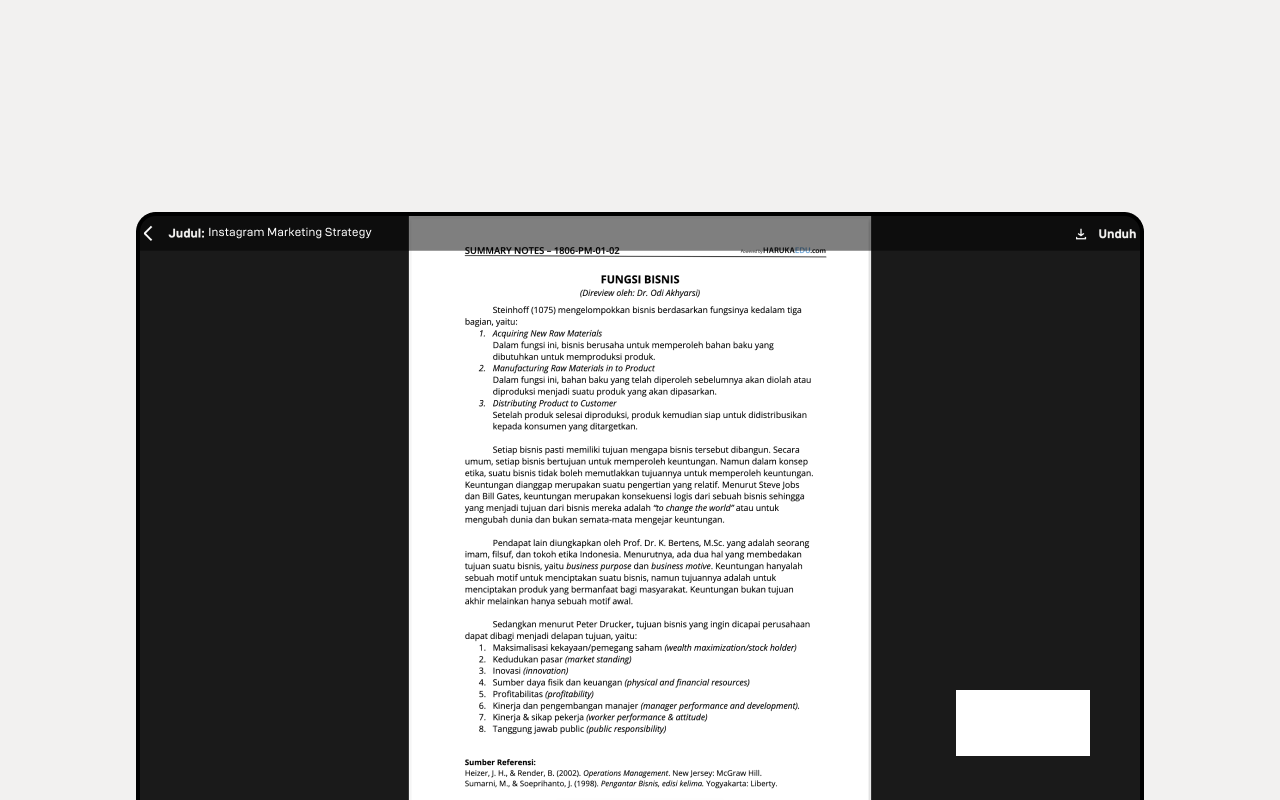 Judul: Instagram Marketing Strategy
Unduh
SUMMARY NOTES – 1806-PM-01-02
Powered by HARUKAEDU.com
FUNGSI BISNIS
(Direview oleh: Dr. Odi Akhyarsi)
Steinhoff (1075) mengelompokkan bisnis berdasarkan fungsinya kedalam tiga
bagian, yaitu:
1. Acquiring New Raw Materials
Dalam fungsi ini, bisnis berusaha untuk memperoleh bahan baku yang
dibutuhkan untuk memproduksi produk.
2. Manufacturing Raw Materials in to Product
Dalam fungsi ini, bahan baku yang telah diperoleh sebelumnya akan diolah atau
diproduksi menjadi suatu produk yang akan dipasarkan.
3. Distributing Product to Customer
Setelah produk selesai diproduksi, produk kemudian siap untuk didistribusikan
kepada konsumen yang ditargetkan.
Setiap bisnis pasti memiliki tujuan mengapa bisnis tersebut dibangun. Secara
umum, setiap bisnis bertujuan untuk memperoleh keuntungan. Namun dalam konsep
etika, suatu bisnis tidak boleh memutlakkan tujuannya untuk memperoleh keuntungan.
Keuntungan dianggap merupakan suatu pengertian yang relatif. Menurut Steve Jobs
dan Bill Gates, keuntungan merupakan konsekuensi logis dari sebuah bisnis sehingga
yang menjadi tujuan dari bisnis mereka adalah “to change the world” atau untuk
mengubah dunia dan bukan semata-mata mengejar keuntungan.
Pendapat lain diungkapkan oleh Prof. Dr. K. Bertens, M.Sc. yang adalah seorang
imam, filsuf, dan tokoh etika Indonesia. Menurutnya, ada dua hal yang membedakan
tujuan suatu bisnis, yaitu business purpose dan business motive. Keuntungan hanyalah
sebuah motif untuk menciptakan suatu bisnis, namun tujuannya adalah untuk
menciptakan produk yang bermanfaat bagi masyarakat. Keuntungan bukan tujuan
akhir melainkan hanya sebuah motif awal.
Sedangkan menurut Peter Drucker, tujuan bisnis yang ingin dicapai perusahaan
dapat dibagi menjadi delapan tujuan, yaitu:
1. Maksimalisasi kekayaan/pemegang saham (wealth maximization/stock holder)
2. Kedudukan pasar (market standing)
3. Inovasi (innovation)
4. Sumber daya fisik dan keuangan (physical and financial resources)
5. Profitabilitas (profitability)
6. Kinerja dan pengembangan manajer (manager performance and development).
7. Kinerja & sikap pekerja (worker performance & attitude)
8. Tanggung jawab public (public responsibility)
Sumber Referensi:
Heizer, J. H., & Render, B. (2002). Operations Management. New Jersey: McGraw Hill.
Sumarni, M., & Soeprihanto, J. (1998). Pengantar Bisnis, edisi kelima. Yogyakarta: Liberty.